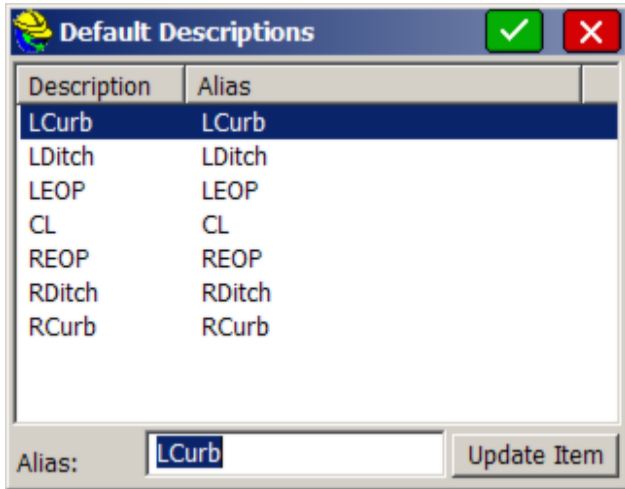 Default Descriptions
Description Alias
LCurb LCurb
LDitch LDitch
LEOP LEOP
CL CL
REOP REOP
RDitch RDitch
RCurb RCurb
Alias: LCurb Update Item